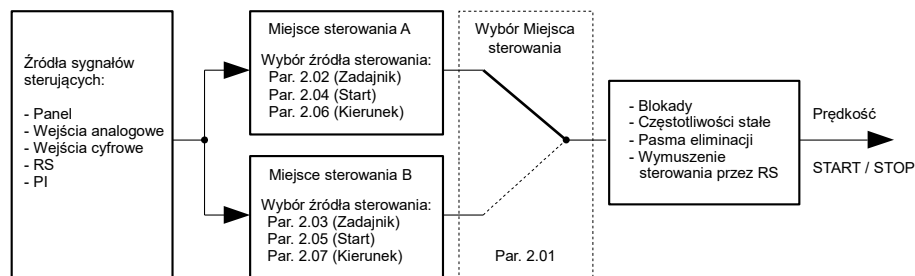 Źródła sygnałów
sterujących:
- Panel
- Wejścia analogowe
- Wejścia cyfrowe
- RS
- PI
Miejsce sterowania A
Wybór źródła sterowania:
Par. 2.02 (Zadajnik)
Par. 2.04 (Start)
Par. 2.06 (Kierunek)
Miejsce sterowania B
Wybór źródła sterowania:
Par. 2.03 (Zadajnik)
Par. 2.05 (Start)
Par. 2.07 (Kierunek)
Wybór Miejsca
sterowania
Par. 2.01
- Blokady
- Częstotliwości stałe
- Pasma eliminacji
- Wymuszenie
sterowania przez RS
Prędkość
START / STOP